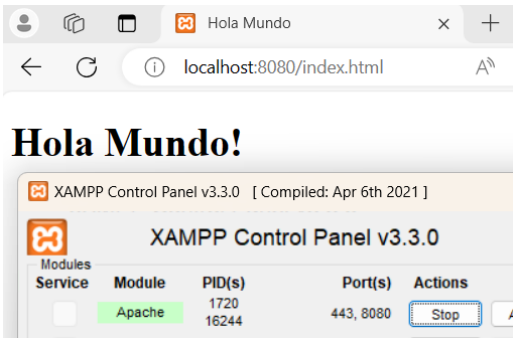 Hola Mundo
localhost:8080/index.html
Hola Mundo!
XAMPP Control Panel v3.3.0 [ Compiled: Apr 6th 2021 ]
XAMPP Control Panel v3.3.0
Modules
Service Module PID(s) Port(s) Actions
Apache 1720 16244 443, 8080 Stop